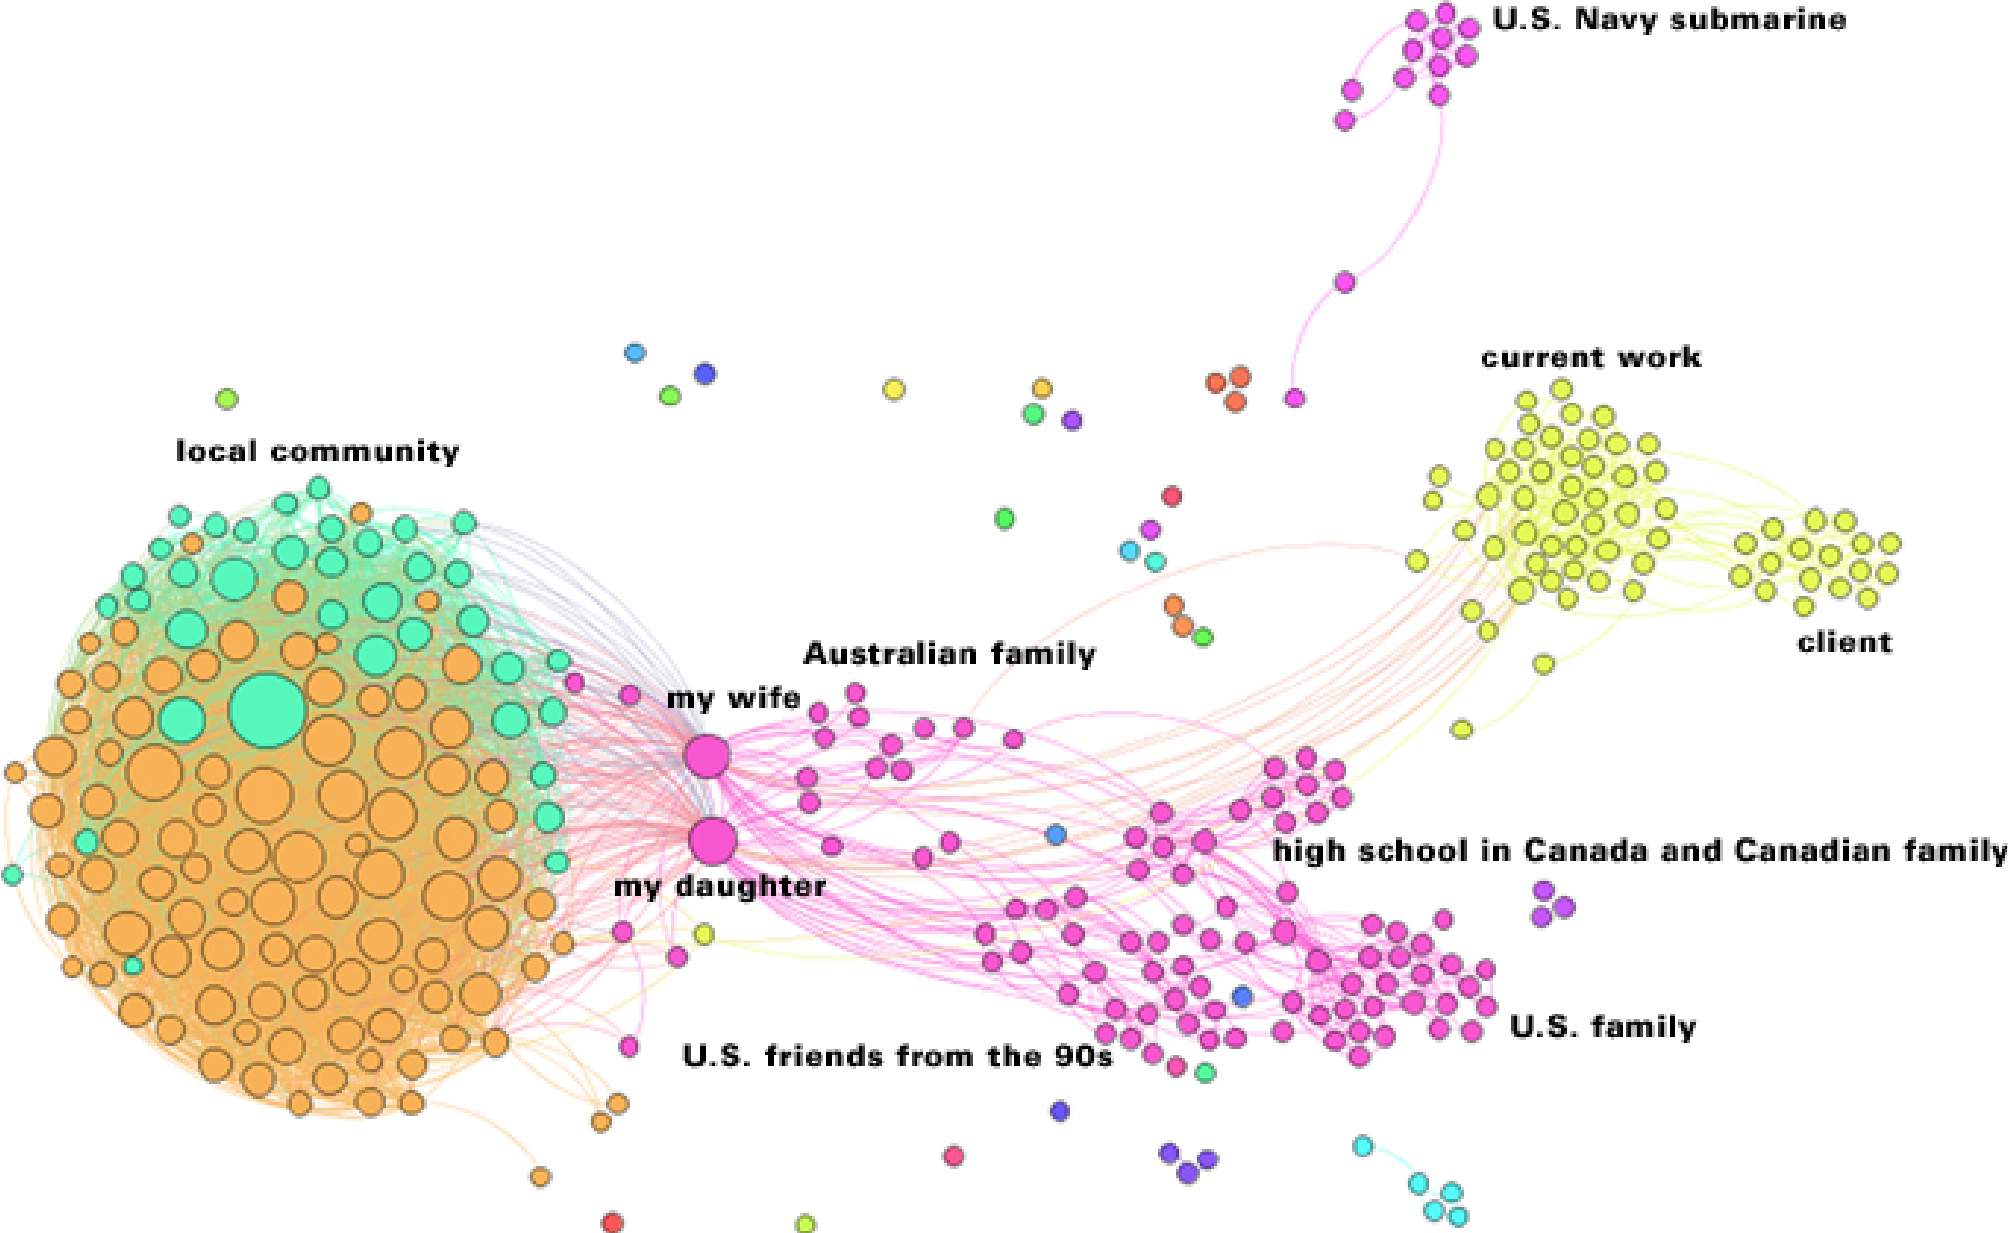 U.S. Navy submarine
current work
local community
client
Australian family
my wife
high school in Canada and Canadian family
my daughter
U.S. family
U.S. friends from the 90s